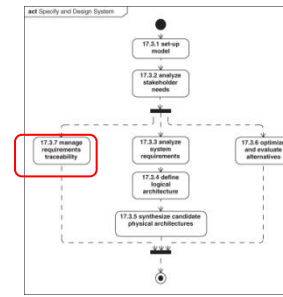 act Specify and Design System
17.3.1 set-up
model
17.3.2 analyze
stakeholder
needs
17.3.7 manage
requirements
traceability
17.3.3 analyze
system
requirements
17.3.6 optimize
and evaluate
alternatives
17.3.4 define
logical
architecture
17.3.5 synthesize candidate
physical architectures